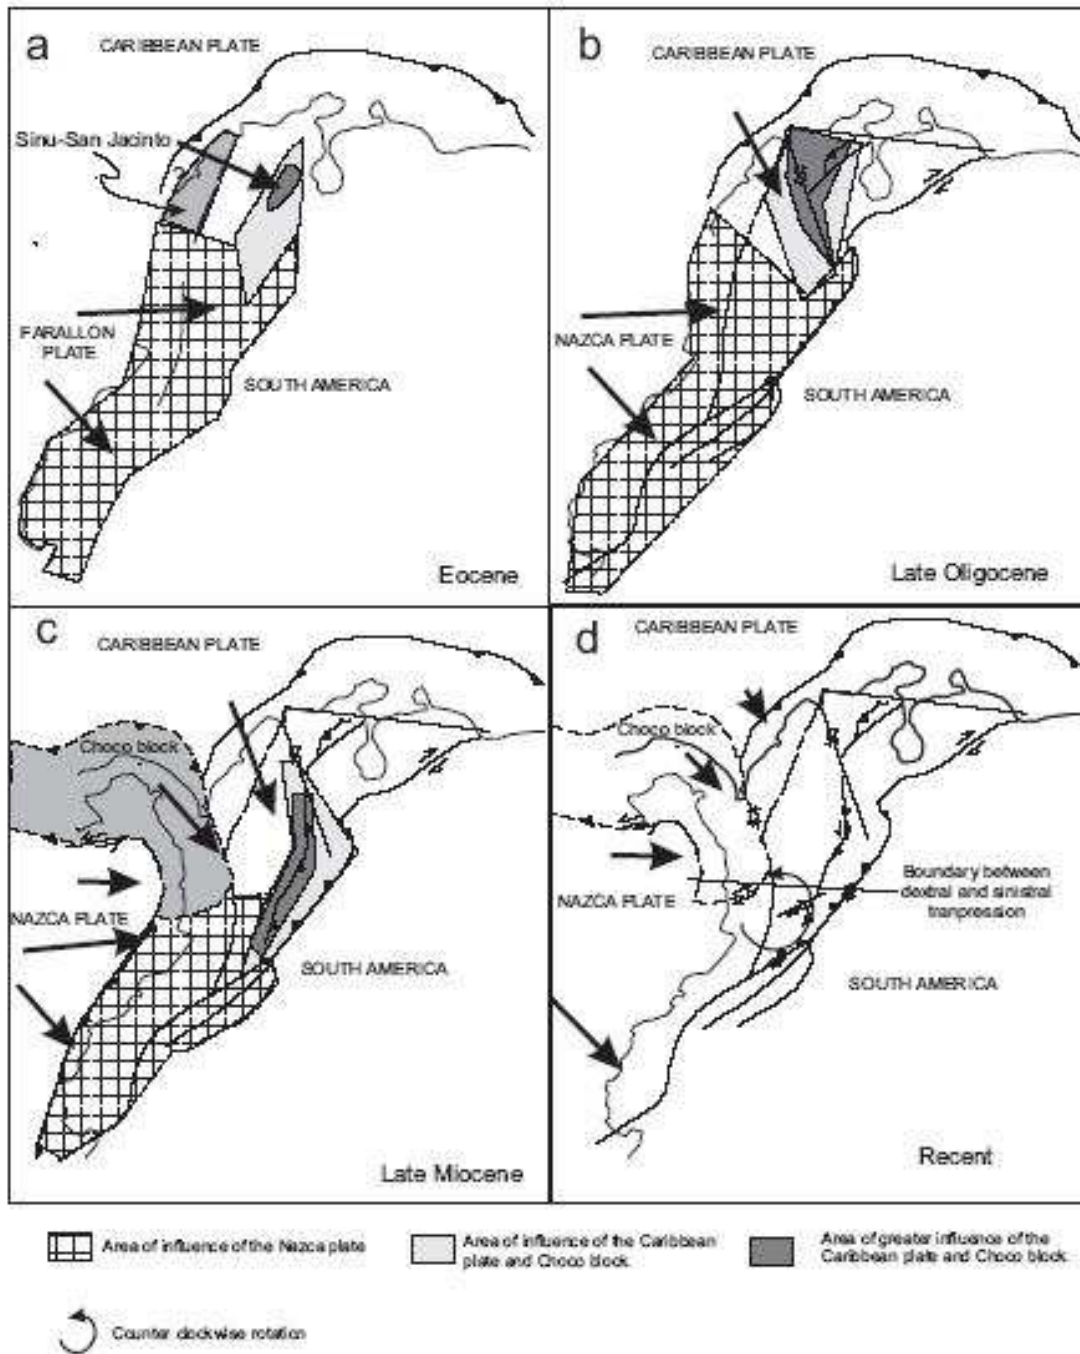 a
CARIBBEAN PLATE
Sinu-San Jacinto
FARALLON
PLATE
SOUTH AMERICA
Eocene
b
CARIBBEAN PLATE
NAZCA PLATE
SOUTH AMERICA
Late Oligocene
c
CARIBBEAN PLATE
Choco block
NAZCA PLATE
SOUTH AMERICA
Late Miocene
d
CARIBBEAN PLATE
Choco block
NAZCA PLATE
Boundary between
dextral and sinistral
tranpression
SOUTH AMERICA
Recent
Area of influence of the Nazca plate
Area of influence of the Caribbean
plate and Choco block
Area of greater influence of the
Caribbean plate and Choco block
Counter clockwise rotation